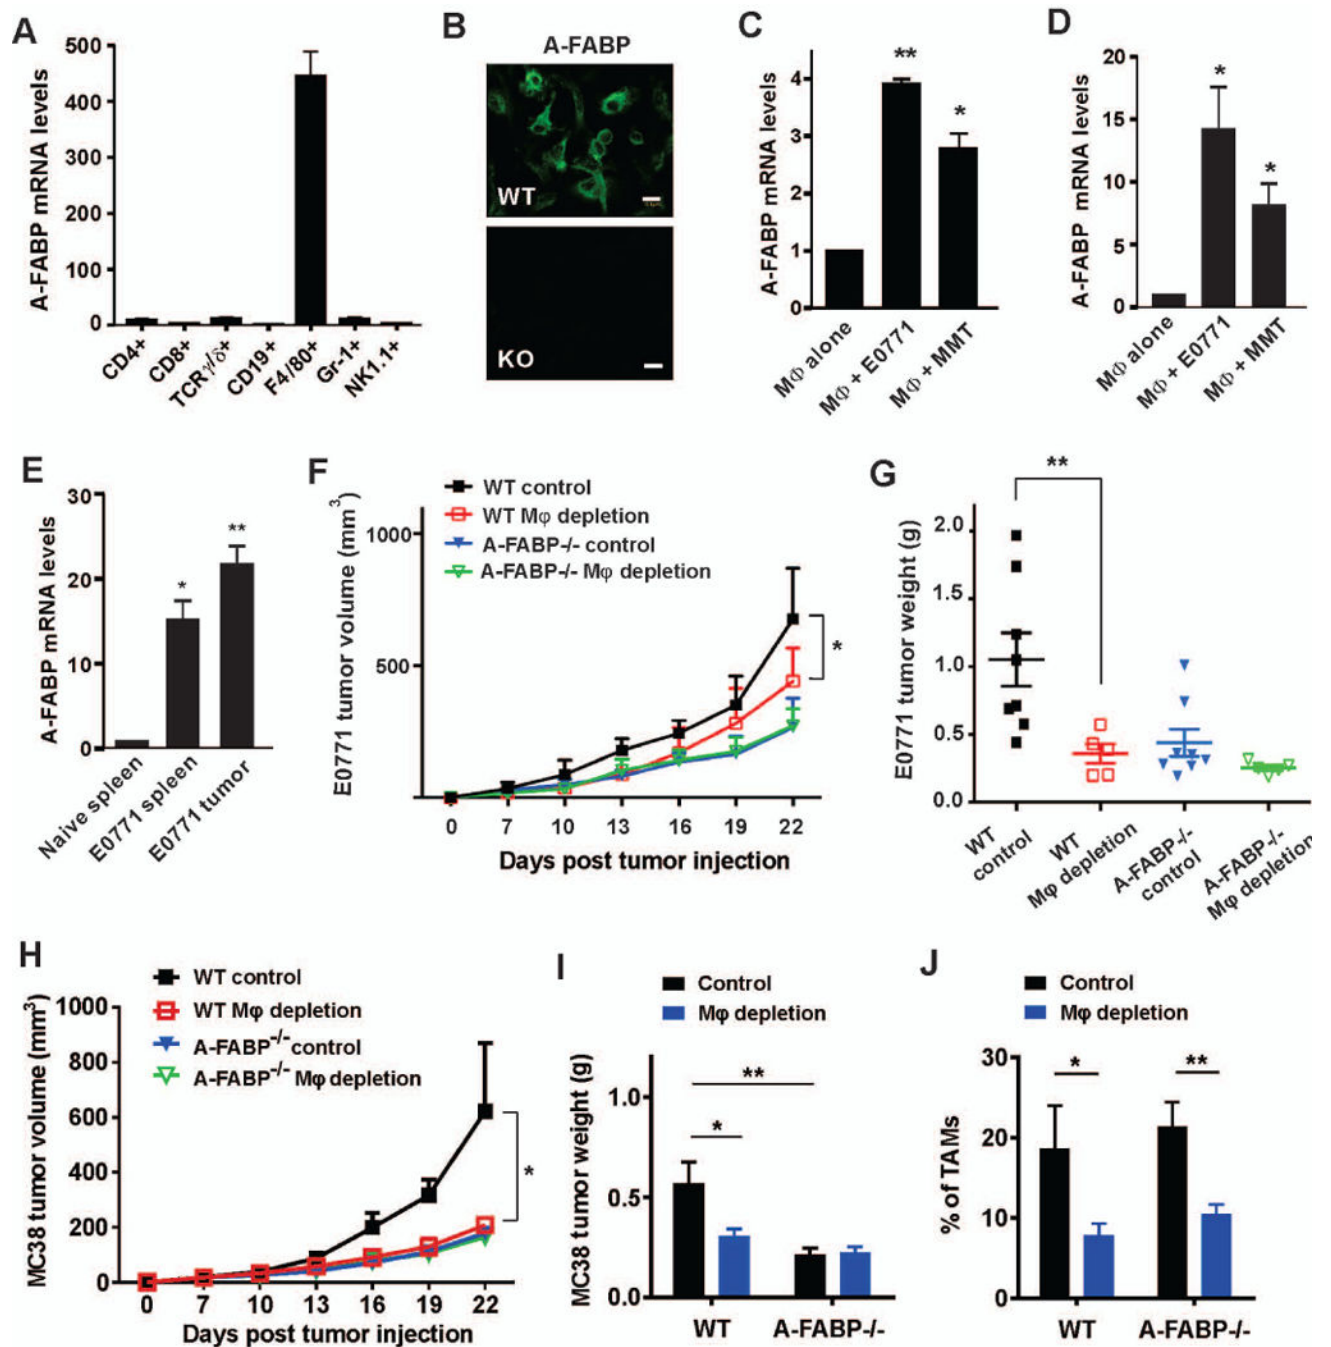 A
A-FABP mRNA levels
500
400
300
200
100
0
CD4+
CD8+
TCRγ/δ+
CD19+
F4/80+
Gr-1+
NK1.1+
B
A-FABP
WT
KO
C
A-FABP mRNA levels
4
3
2
1
0
**
*
MΦ alone
MΦ + E0771
MΦ + MMT
D
A-FABP mRNA levels
20
15
10
5
0
*
*
MΦ alone
MΦ + E0771
MΦ + MMT
E
A-FABP mRNA levels
30
20
10
0
*
**
Naive spleen
E0771 spleen
E0771 tumor
F
WT control
WT Mφ depletion
A-FABP-/- control
A-FABP-/- Mφ depletion
E0771 tumor volume (mm³)
1000
500
*
0 7 10 13 16 19 22
Days post tumor injection
G
**
E0771 tumor weight (g)
2.0
1.5
1.0
0.5
0.0
WT
control
WT
Mφ depletion
A-FABP-/-
control
A-FABP-/-
Mφ depletion
H
WT control
WT Mφ depletion
A-FABP⁻/⁻ control
A-FABP⁻/⁻ Mφ depletion
MC38 tumor volume (mm³)
1000
800
600
400
200
0
*
0 7 10 13 16 19 22
Days post tumor injection
I
Control
Mφ depletion
MC38 tumor weight (g)
1.0
0.5
0.0
**
*
WT A-FABP-/-
J
Control
Mφ depletion
% of TAMs
30
20
10
0
*
**
WT A-FABP-/-